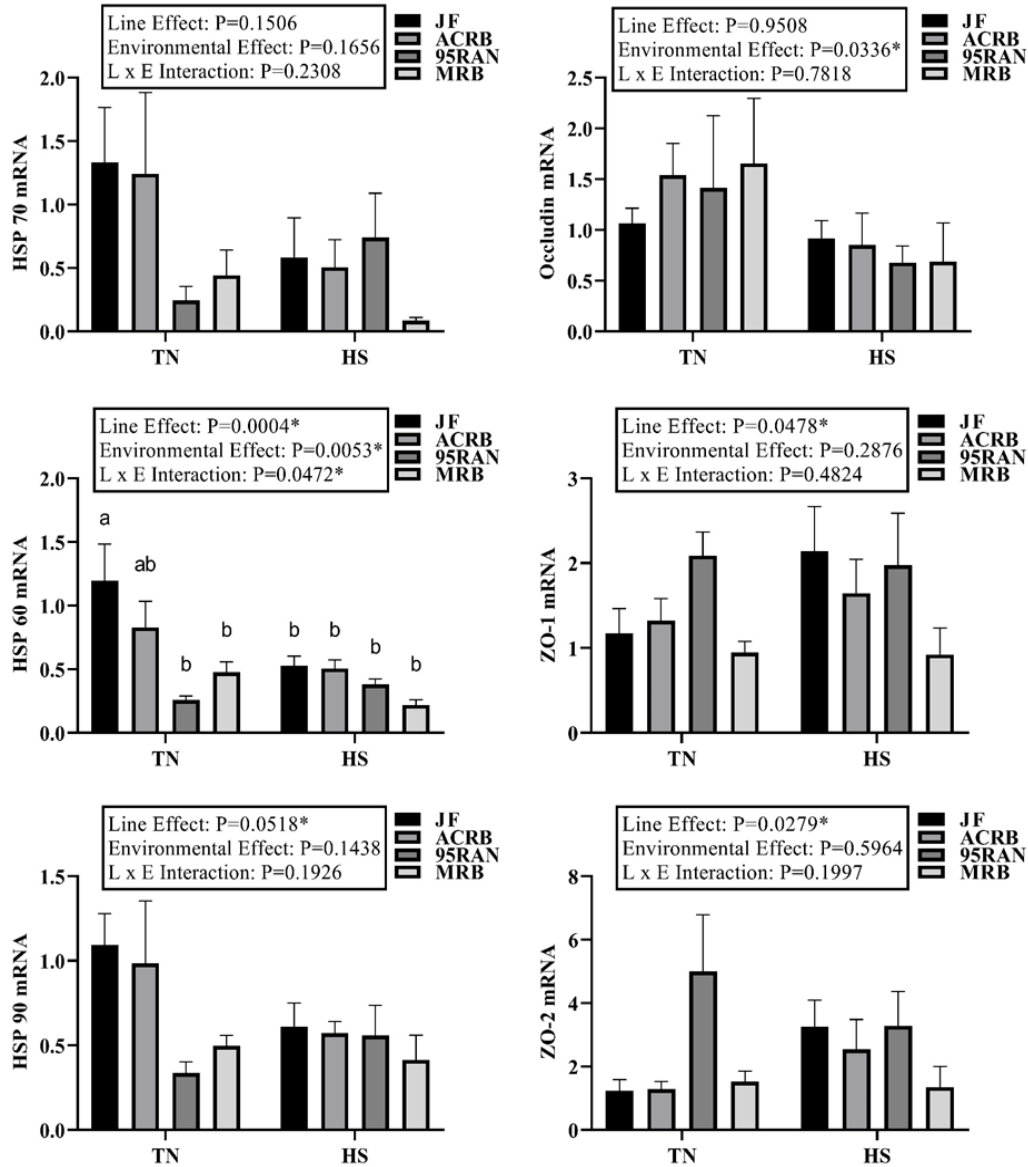 Line Effect: P=0.1506
Environmental Effect: P=0.1656
L x E Interaction: P=0.2308
JF
ACRB
95RAN
MRB
HSP 70 mRNA
2.0
1.5
1.0
0.5
0.0
TN HS
Line Effect: P=0.9508
Environmental Effect: P=0.0336*
L x E Interaction: P=0.7818
JF
ACRB
95RAN
MRB
Occludin mRNA
2.5
2.0
1.5
1.0
0.5
0.0
TN HS
Line Effect: P=0.0004*
Environmental Effect: P=0.0053*
L x E Interaction: P=0.0472*
JF
ACRB
95RAN
MRB
HSP 60 mRNA
2.0
1.5
1.0
0.5
0.0
a
ab
b
b
b
b
b
b
TN HS
Line Effect: P=0.0478*
Environmental Effect: P=0.2876
L x E Interaction: P=0.4824
JF
ACRB
95RAN
MRB
ZO-1 mRNA
3
2
1
0
TN HS
Line Effect: P=0.0518*
Environmental Effect: P=0.1438
L x E Interaction: P=0.1926
JF
ACRB
95RAN
MRB
HSP 90 mRNA
1.5
1.0
0.5
0.0
TN HS
Line Effect: P=0.0279*
Environmental Effect: P=0.5964
L x E Interaction: P=0.1997
JF
ACRB
95RAN
MRB
ZO-2 mRNA
8
6
4
2
0
TN HS